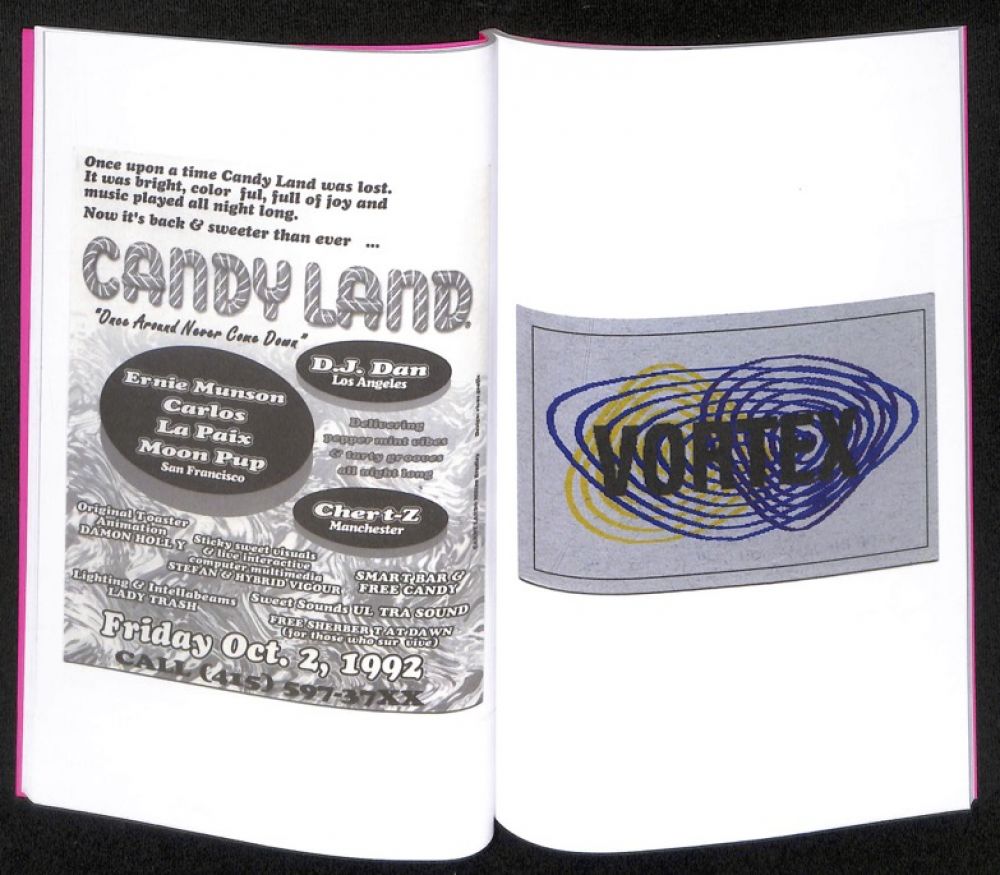 Once upon a time Candy Land was lost.
It was bright, color ful, full of joy and
music played all night long.
Now it's back & sweeter than ever ...
CANDY LAND
"Once Around Never Come Down"
Ernie Munson
Carlos
La Paix
Moon Pup
San Francisco
D.J. Dan
Los Angeles
Delivering
pepper mint vibes
& tarty grooves
all night long
Cher t-Z
Manchester
Original Toaster
Animation
DAMON HOLL Y
Sticky sweet visuals
& live interactive
computer multimedia
STEFAN & HYBRID VIGOUR
Lighting & Intellabeams
LADY TRASH
SMAR T BAR &
FREE CANDY
Sweet Sounds UL TRA SOUND
FREE SHERBER T AT DAWN
(for those who sur vive)
Friday Oct. 2, 1992
CALL (415) 597-37XX
VORTEX